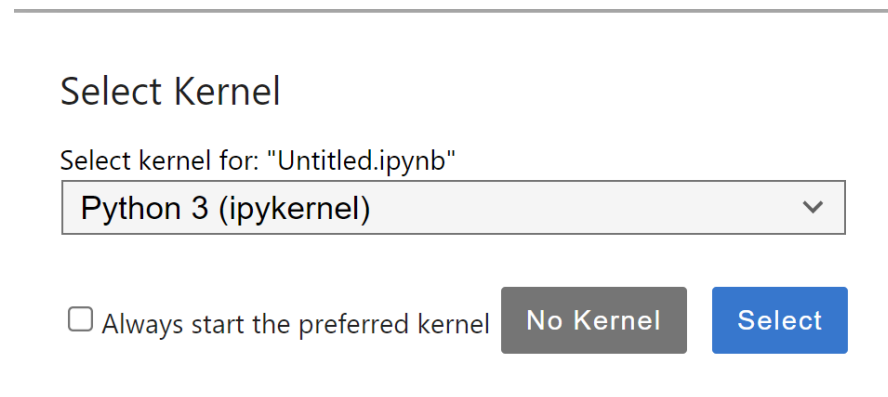 Select Kernel
Select kernel for: "Untitled.ipynb"
Python 3 (ipykernel)
Always start the preferred kernel No Kernel Select